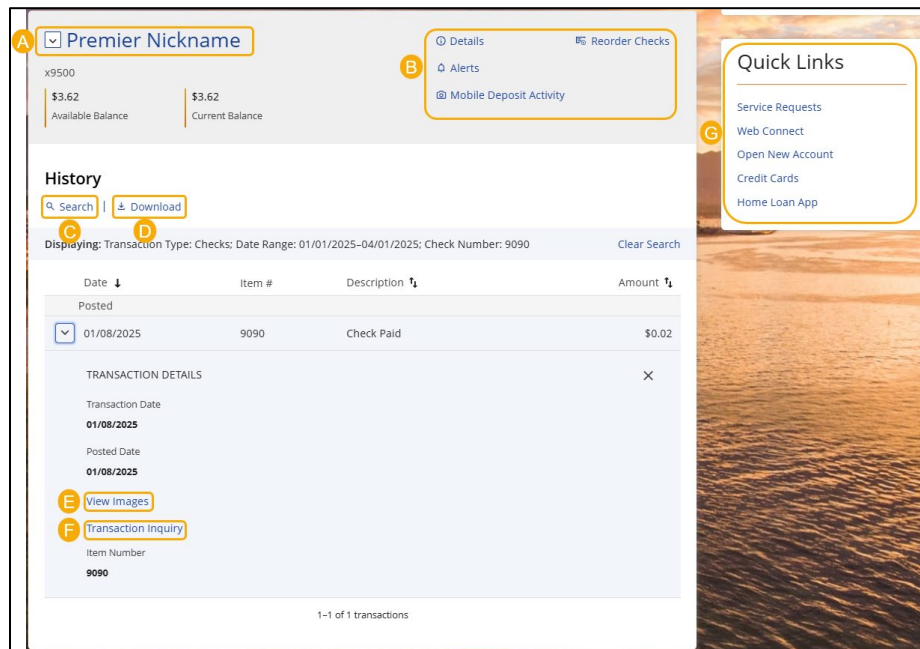 A Premier Nickname
x9500
$3.62 $3.62
Available Balance Current Balance
B
Details Reorder Checks
Alerts
Mobile Deposit Activity
History
Search | Download
C D
Displaying: Transaction Type: Checks; Date Range: 01/01/2025–04/01/2025; Check Number: 9090 Clear Search
Date Item # Description Amount
Posted
01/08/2025 9090 Check Paid $0.02
TRANSACTION DETAILS
Transaction Date
01/08/2025
Posted Date
01/08/2025
E View Images
F Transaction Inquiry
Item Number
9090
1–1 of 1 transactions
G
Quick Links
Service Requests
Web Connect
Open New Account
Credit Cards
Home Loan App